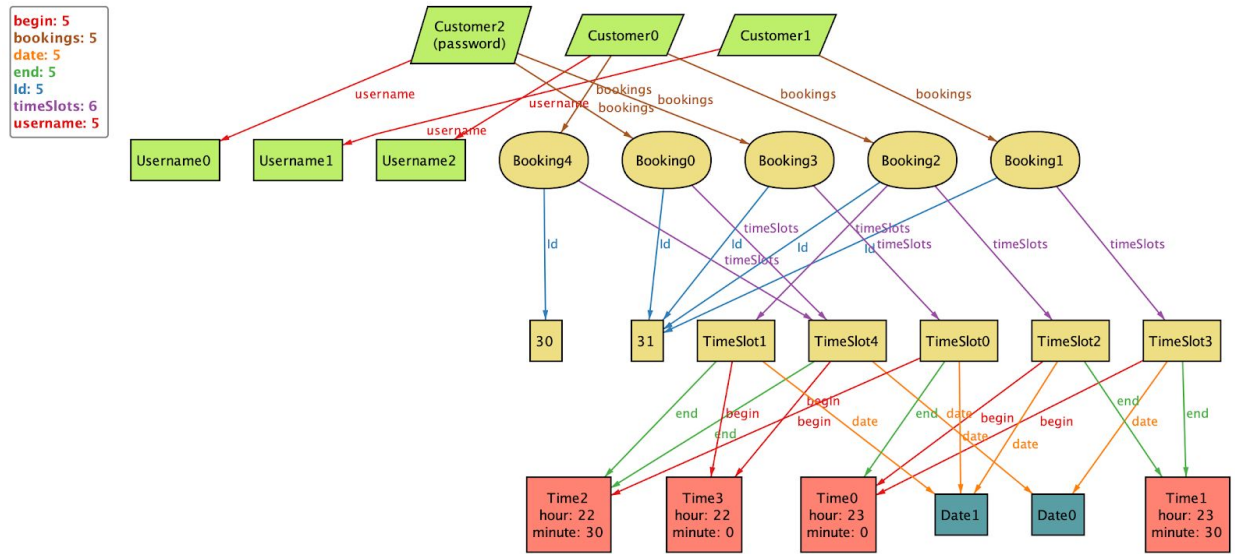 begin: 5
bookings: 5
date: 5
end: 5
Id: 5
timeSlots: 6
username: 5
Customer2
(password)
Customer0
Customer1
username
username
username
bookings
bookings
bookings
bookings
bookings
Username0
Username1
Username2
Booking4
Booking0
Booking3
Booking2
Booking1
Id
Id
Id
Id
Id
timeSlots
timeSlots
timeSlots
timeSlots
timeSlots
timeSlots
30
31
TimeSlot1
TimeSlot4
TimeSlot0
TimeSlot2
TimeSlot3
end
end
begin
begin
begin
date
end
date
date
begin
begin
date
end
date
end
Time2
hour: 22
minute: 30
Time3
hour: 22
minute: 0
Time0
hour: 23
minute: 0
Date1
Date0
Time1
hour: 23
minute: 30